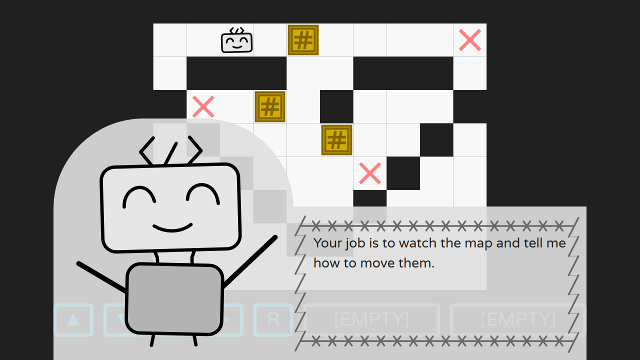 #
#
#
Your job is to watch the map and tell me
how to move them.
R
[EMPTY]
[EMPTY]